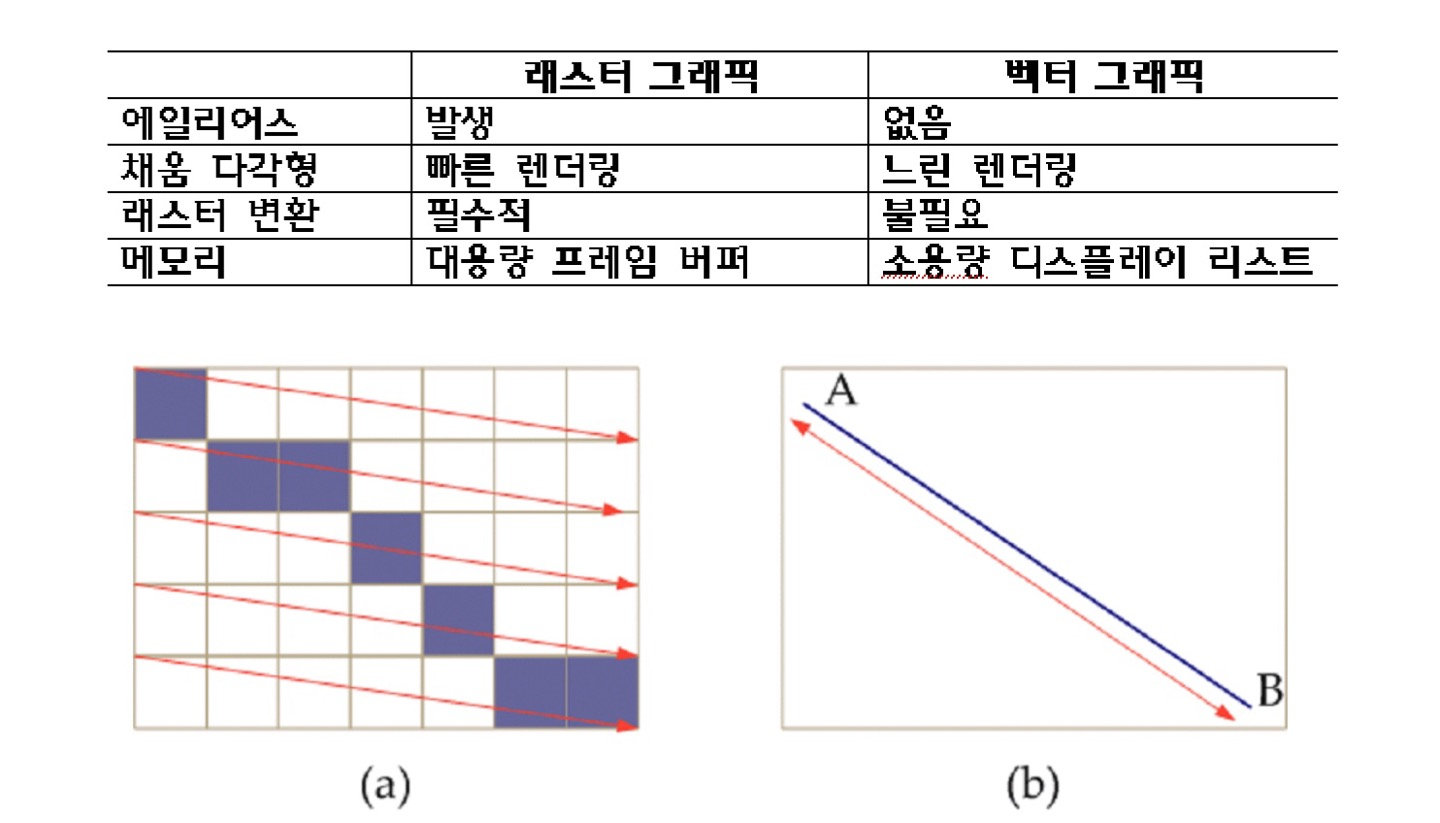 래스터 그래픽 벡터 그래픽
에일리어스 발생 없음
채움 다각형 빠른 렌더링 느린 렌더링
래스터 변환 필수적 불필요
메모리 대용량 프레임 버퍼 소용량 디스플레이 리스트
A
B
(a) (b)